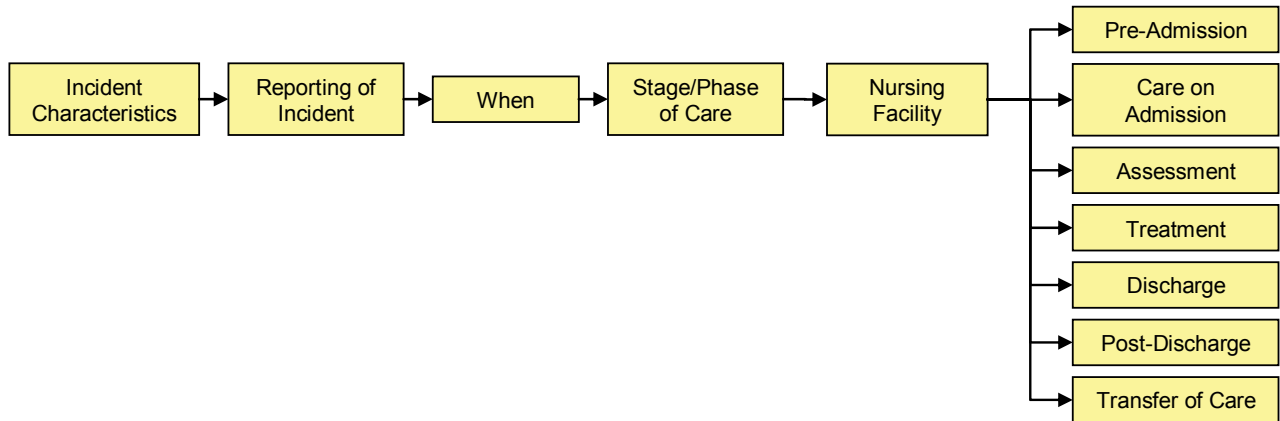 Incident
Characteristics
Reporting of
Incident
When
Stage/Phase
of Care
Nursing
Facility
Pre-Admission
Care on
Admission
Assessment
Treatment
Discharge
Post-Discharge
Transfer of Care